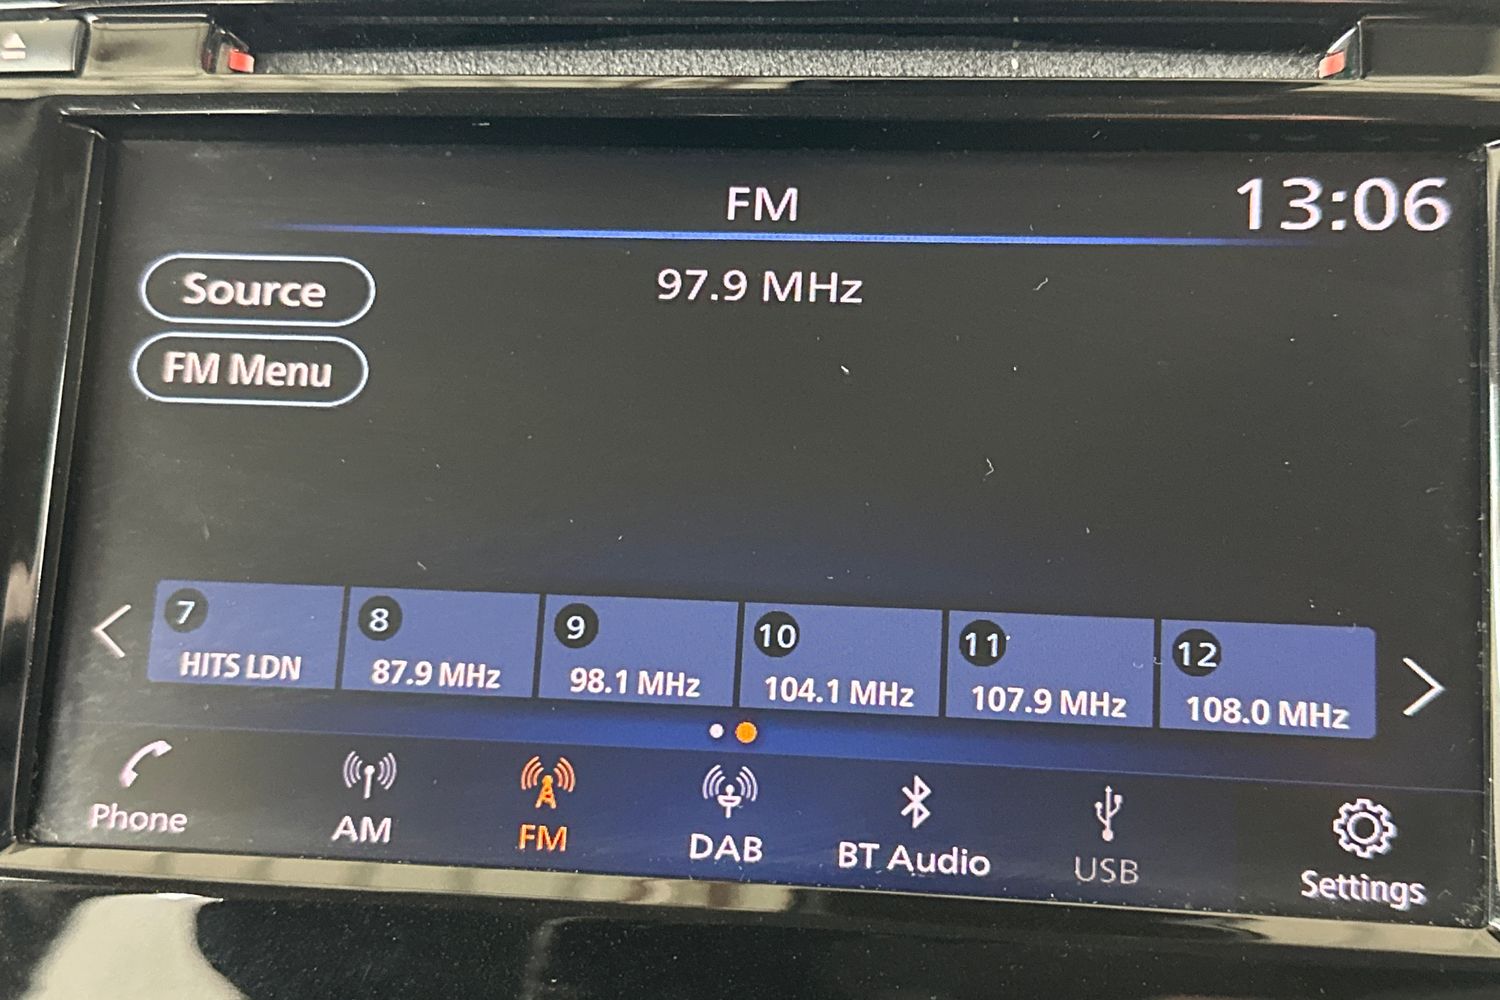 FM
13:06
Source
97.9 MHz
FM Menu
7
HITS LDN
8
87.9 MHz
9
98.1 MHz
10
104.1 MHz
11
107.9 MHz
12
108.0 MHz
Phone
AM
FM
DAB
BT Audio
USB
Settings